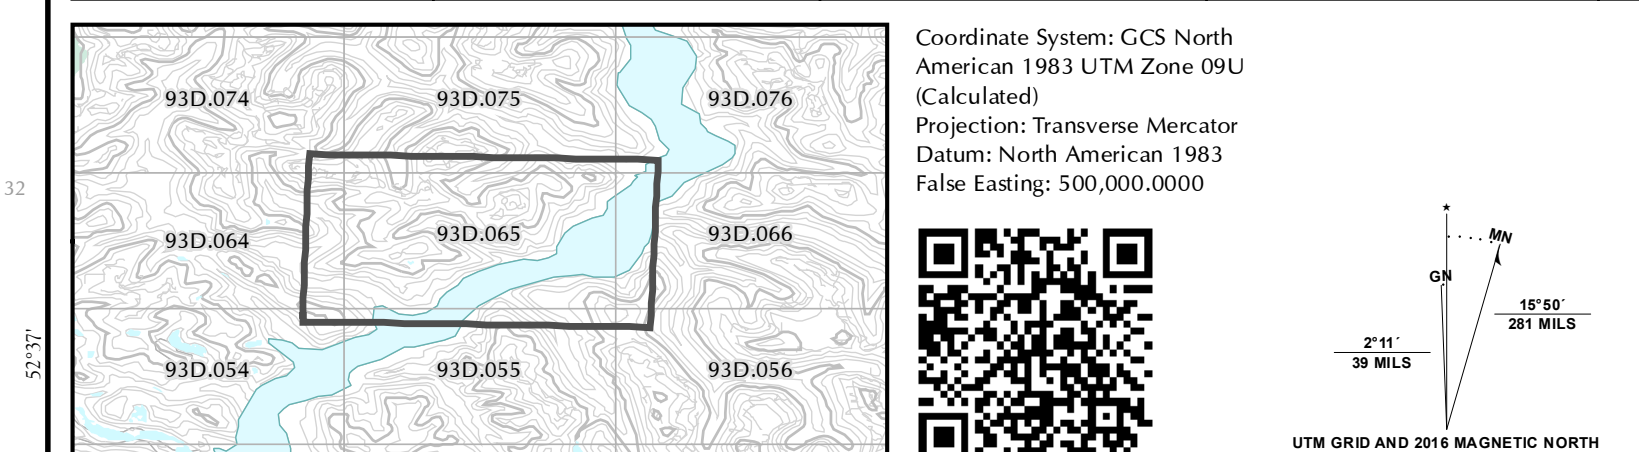 93D.074
93D.075
93D.076
32
93D.064
93D.065
93D.066
52°37'
93D.054
93D.055
93D.056
Coordinate System: GCS North
American 1983 UTM Zone 09U
(Calculated)
Projection: Transverse Mercator
Datum: North American 1983
False Easting: 500,000.0000
MN
GN
15°50´
281 MILS
2°11´
39 MILS
UTM GRID AND 2016 MAGNETIC NORTH